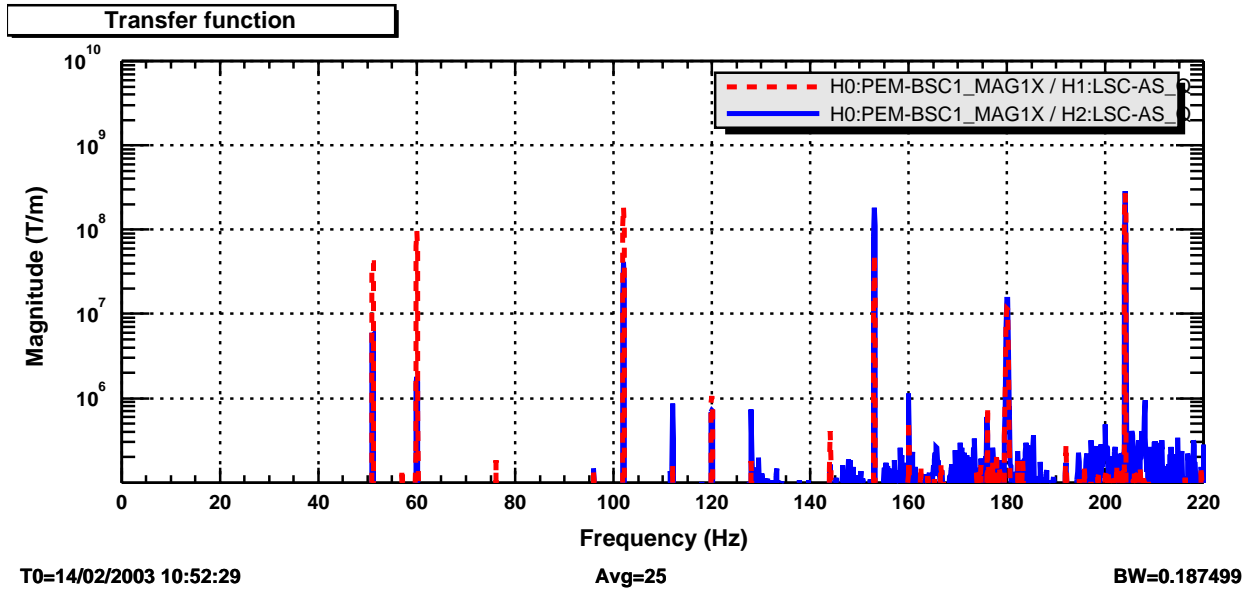 Transfer function
10^10
H0:PEM-BSC1_MAG1X / H1:LSC-AS_Q
H0:PEM-BSC1_MAG1X / H2:LSC-AS_Q
10^9
10^8
10^7
10^6
Magnitude (T/m)
0 20 40 60 80 100 120 140 160 180 200 220
Frequency (Hz)
T0=14/02/2003 10:52:29 Avg=25 BW=0.187499